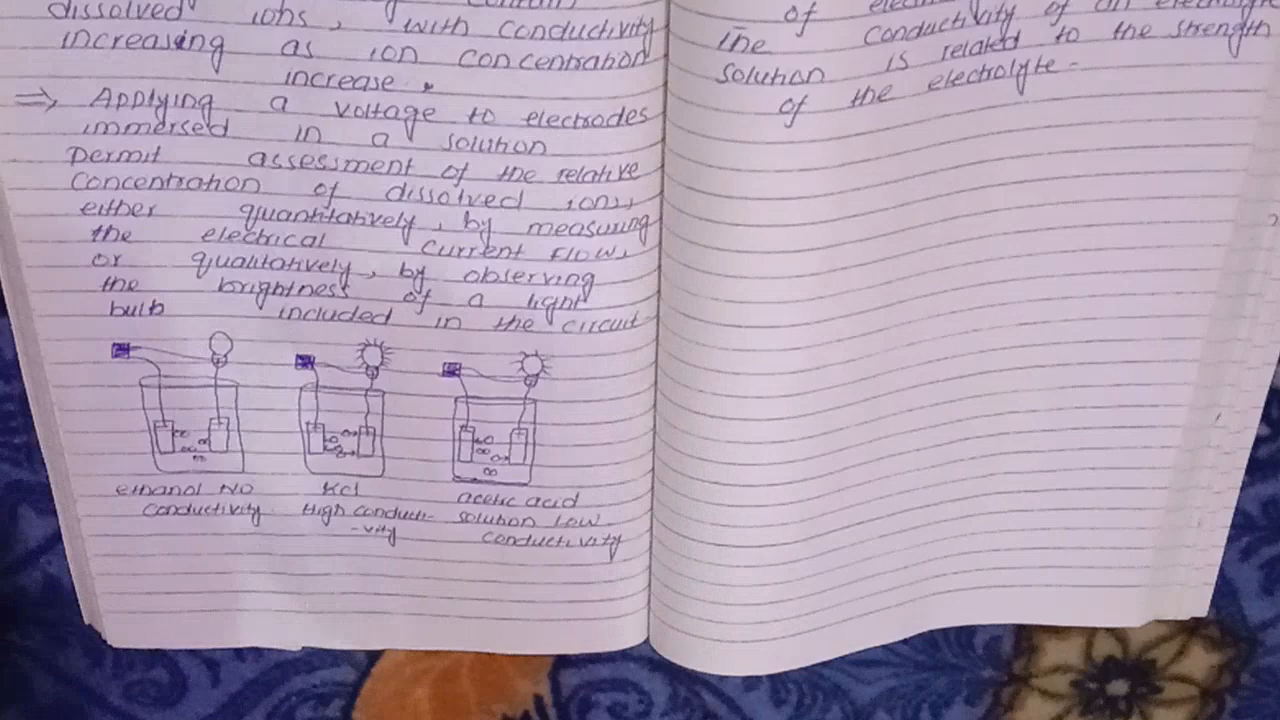 dissolved ions, with conductivity
increasing as ion concentration
increase.
⇒ Applying a voltage to electrodes
immersed in a solution
permit assessment of the relative
concentration of dissolved ions,
either quantitatively, by measuring
the electrical current flow,
or qualitatively, by observing
the brightness of a light
bulb included in the circuit
ethanol NO
conductivity.
KCl
High conducti-
-vity
acetic acid
solution Low
conductivity
of
The conductivity of an
solution is related to the strength
of the electrolyte.